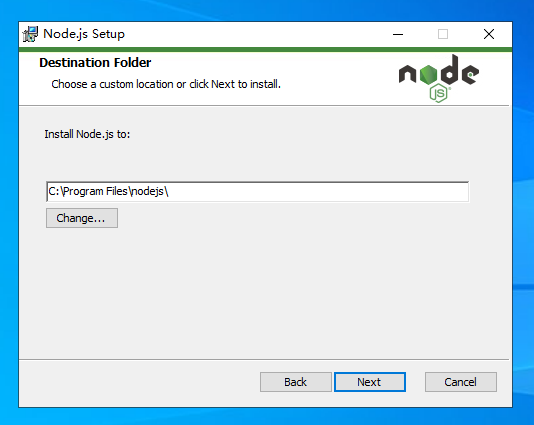 Node.js Setup
Destination Folder
Choose a custom location or click Next to install.
node
JS
Install Node.js to:
C:\Program Files\nodejs\
Change...
Back Next Cancel